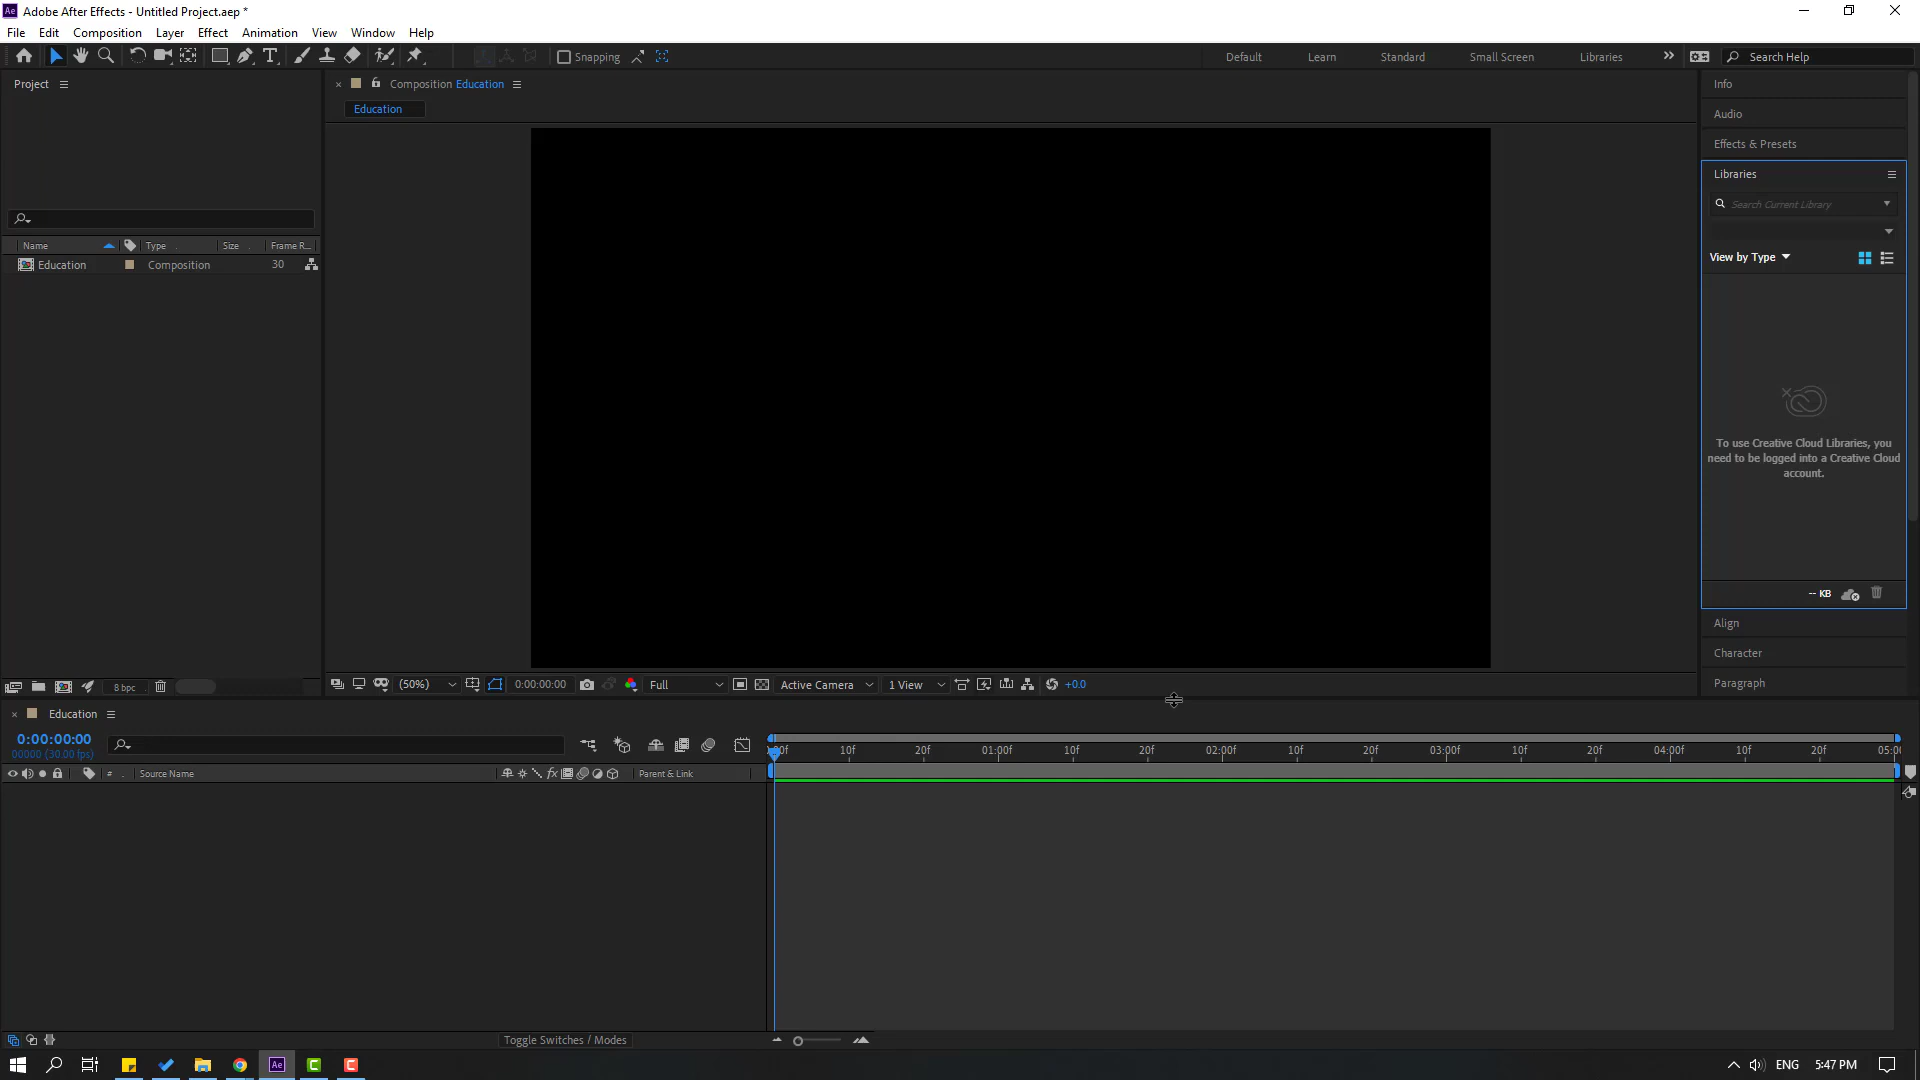 Ae Adobe After Effects - Untitled Project.aep *
File Edit Composition Layer Effect Animation View Window Help
Snapping
Default Learn Standard Small Screen Libraries Search Help
Project
Composition Education
Education
Name Type Size Frame R...
Education Composition 30
Info
Audio
Effects & Presets
Libraries
Search Current Library
View by Type
To use Creative Cloud Libraries, you
need to be logged into a Creative Cloud
account.
-- KB
Align
Character
Paragraph
8 bpc
(50%) 0:00:00:00 Full Active Camera 1 View +0.0
Education
0:00:00:00
00000 (30.00 fps)
10f 20f 01:00f 10f 20f 02:00f 10f 20f 03:00f 10f 20f 04:00f 10f 20f
# Source Name fx Parent & Link
Toggle Switches / Modes
Ae ENG 5:47 PM